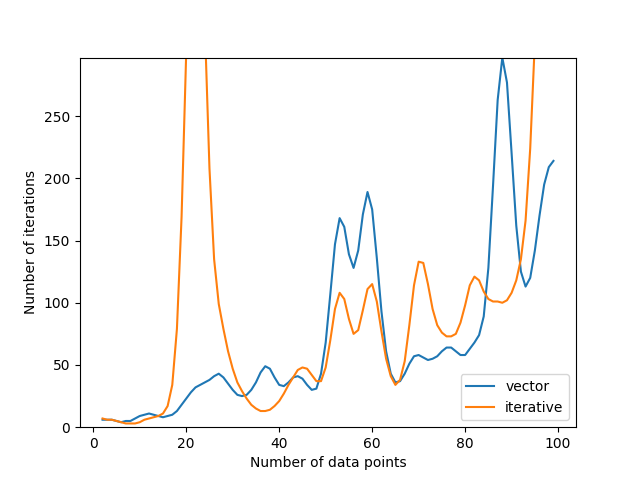 250
200
150
100
50
0
Number of iterations
0 20 40 60 80 100
Number of data points
vector
iterative